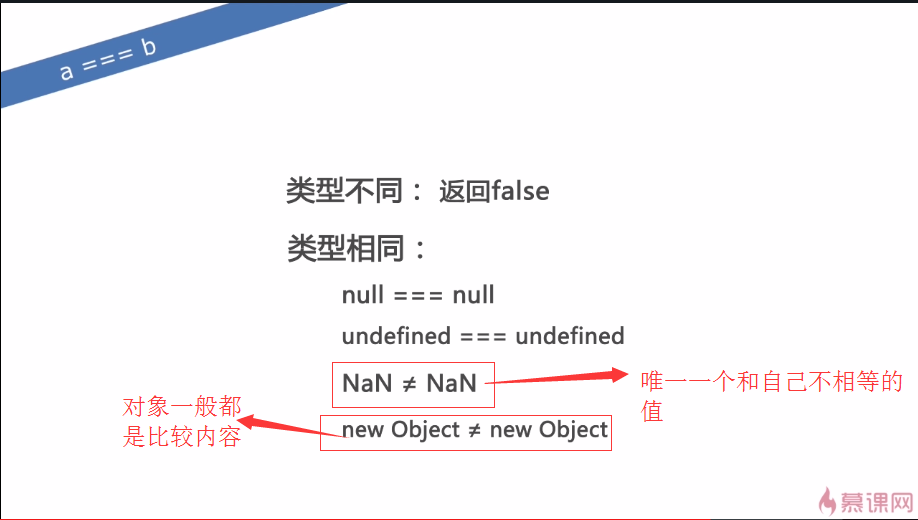 a === b
类型不同： 返回false
类型相同：
null === null
undefined === undefined
NaN ≠ NaN
唯一一个和自己不相等的
值
对象一般都
是比较内容
new Object ≠ new Object
慕课网